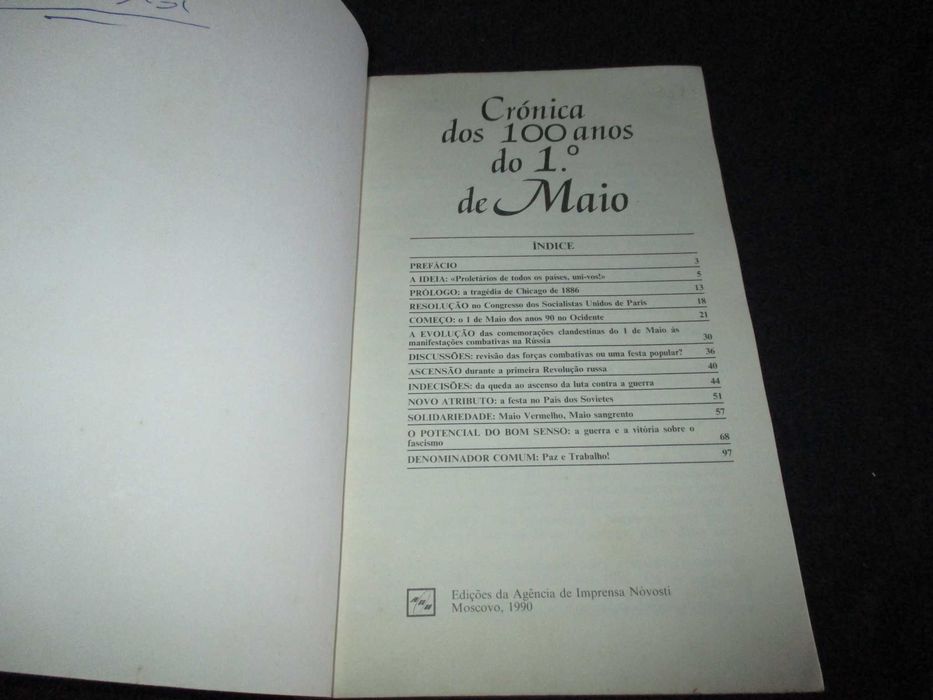 Crónica
dos 100 anos
do 1.º
de Maio
ÍNDICE
PREFÁCIO 3
A IDEIA: «Proletários de todos os países, uni-vos!» 5
PRÓLOGO: a tragédia de Chicago de 1886 13
RESOLUÇÃO no Congresso dos Socialistas Unidos de Paris 18
COMEÇO: o 1 de Maio dos anos 90 no Ocidente 21
A EVOLUÇÃO das comemorações clandestinas do 1 de Maio às
manifestações combativas na Rússia 30
DISCUSSÕES: revisão das forças combativas ou uma festa popular? 36
ASCENSÃO durante a primeira Revolução russa 40
INDECISÕES: da queda ao ascenso da luta contra a guerra 44
NOVO ATRIBUTO: a festa no País dos Sovietes 51
SOLIDARIEDADE: Maio Vermelho, Maio sangrento 57
O POTENCIAL DO BOM SENSO: a guerra e a vitória sobre o
fascismo 68
DENOMINADOR COMUM: Paz e Trabalho! 97
Edições da Agência de Imprensa Nóvosti
Moscovo, 1990